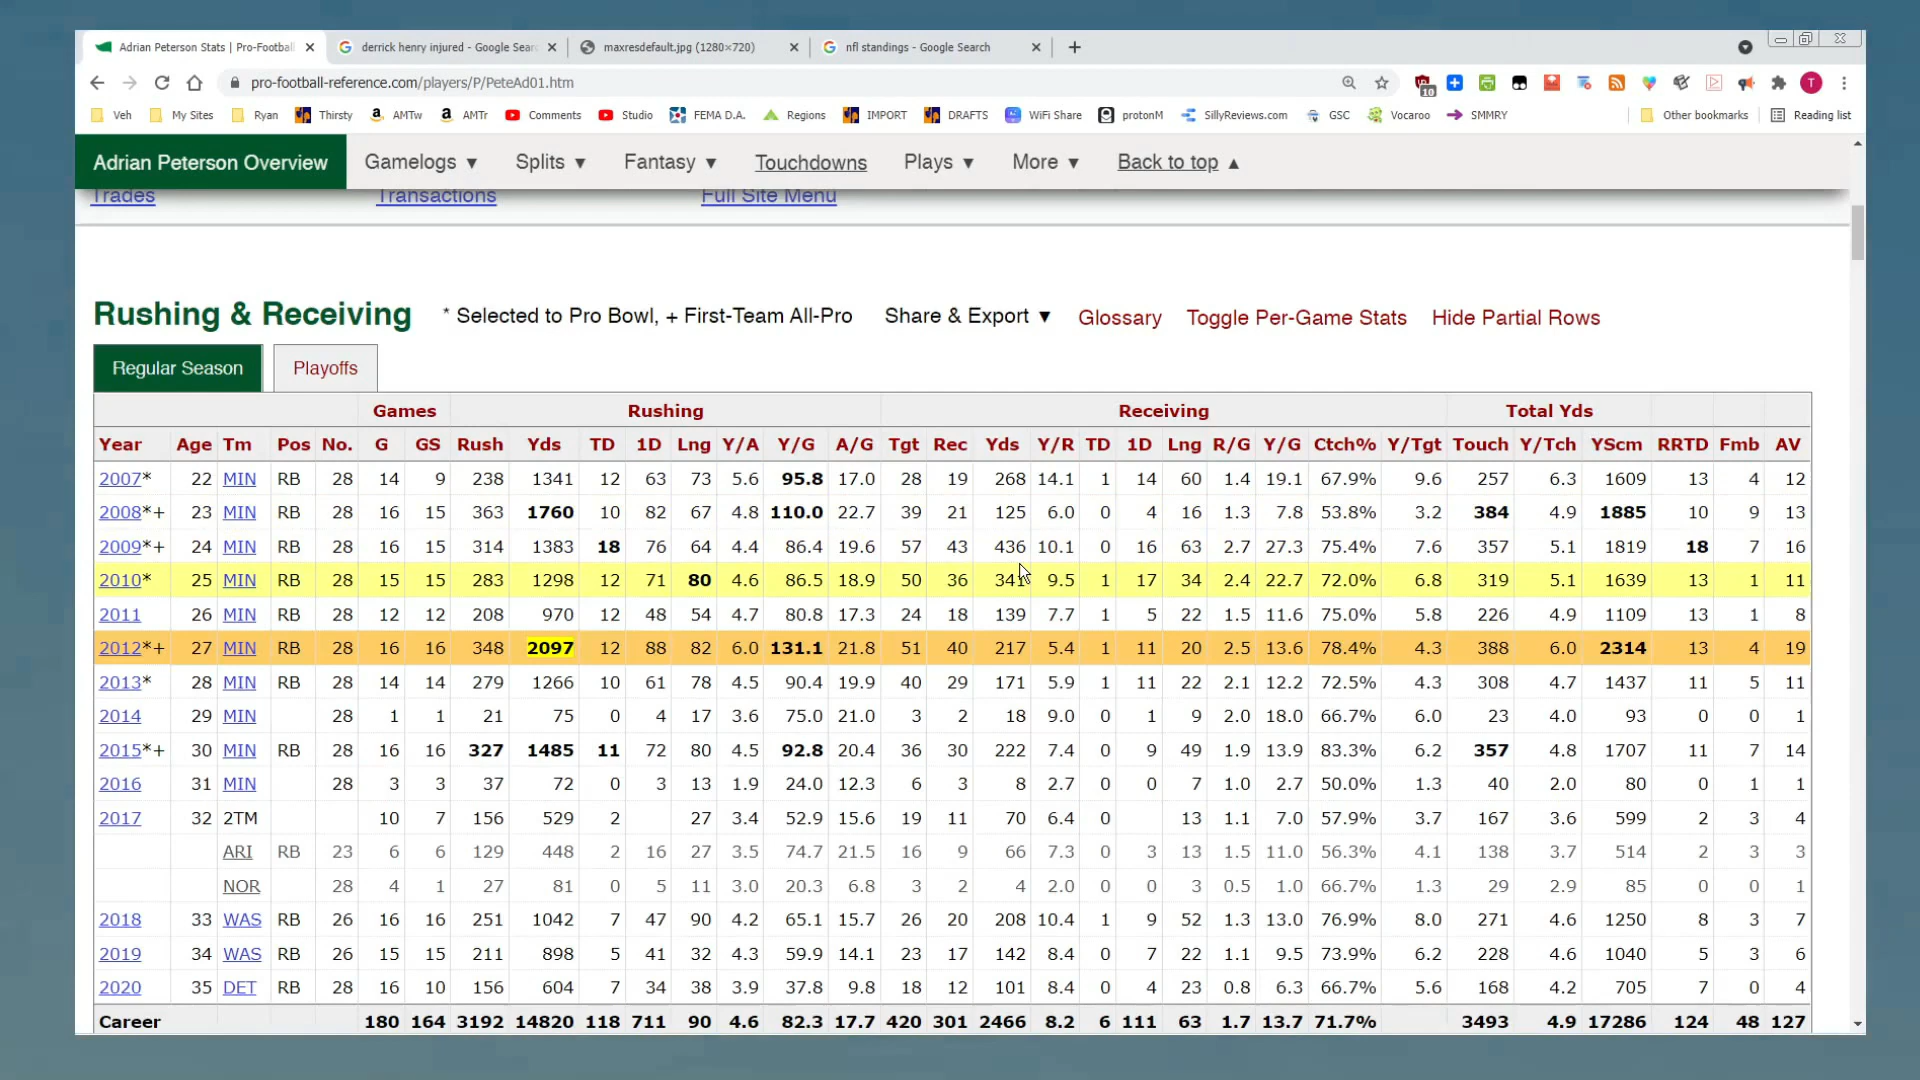 Adrian Peterson Stats | Pro-Football
derrick henry injured - Google Sear
maxresdefault.jpg (1280×720)
nfl standings - Google Search
pro-football-reference.com/players/P/PeteAd01.htm
10
T
Veh My Sites Ryan Thirsty AMTw AMTr Comments Studio FEMA D.A. Regions IMPORT DRAFTS WiFi Share protonM SillyReviews.com GSC Vocaroo SMMRY Other bookmarks Reading list
Adrian Peterson Overview Gamelogs ▼ Splits ▼ Fantasy ▼ Touchdowns Plays ▼ More ▼ Back to top ▲
Trades Transactions Full Site Menu
Rushing & Receiving * Selected to Pro Bowl, + First-Team All-Pro Share & Export ▼ Glossary Toggle Per-Game Stats Hide Partial Rows
Regular Season Playoffs
Games Rushing Receiving Total Yds
Year Age Tm Pos No. G GS Rush Yds TD 1D Lng Y/A Y/G A/G Tgt Rec Yds Y/R TD 1D Lng R/G Y/G Ctch% Y/Tgt Touch Y/Tch YScm RRTD Fmb AV
2007* 22 MIN RB 28 14 9 238 1341 12 63 73 5.6 95.8 17.0 28 19 268 14.1 1 14 60 1.4 19.1 67.9% 9.6 257 6.3 1609 13 4 12
2008*+ 23 MIN RB 28 16 15 363 1760 10 82 67 4.8 110.0 22.7 39 21 125 6.0 0 4 16 1.3 7.8 53.8% 3.2 384 4.9 1885 10 9 13
2009*+ 24 MIN RB 28 16 15 314 1383 18 76 64 4.4 86.4 19.6 57 43 436 10.1 0 16 63 2.7 27.3 75.4% 7.6 357 5.1 1819 18 7 16
2010* 25 MIN RB 28 15 15 283 1298 12 71 80 4.6 86.5 18.9 50 36 341 9.5 1 17 34 2.4 22.7 72.0% 6.8 319 5.1 1639 13 1 11
2011 26 MIN RB 28 12 12 208 970 12 48 54 4.7 80.8 17.3 24 18 139 7.7 1 5 22 1.5 11.6 75.0% 5.8 226 4.9 1109 13 1 8
2012*+ 27 MIN RB 28 16 16 348 2097 12 88 82 6.0 131.1 21.8 51 40 217 5.4 1 11 20 2.5 13.6 78.4% 4.3 388 6.0 2314 13 4 19
2013* 28 MIN RB 28 14 14 279 1266 10 61 78 4.5 90.4 19.9 40 29 171 5.9 1 11 22 2.1 12.2 72.5% 4.3 308 4.7 1437 11 5 11
2014 29 MIN 28 1 1 21 75 0 4 17 3.6 75.0 21.0 3 2 18 9.0 0 1 9 2.0 18.0 66.7% 6.0 23 4.0 93 0 0 1
2015*+ 30 MIN RB 28 16 16 327 1485 11 72 80 4.5 92.8 20.4 36 30 222 7.4 0 9 49 1.9 13.9 83.3% 6.2 357 4.8 1707 11 7 14
2016 31 MIN 28 3 3 37 72 0 3 13 1.9 24.0 12.3 6 3 8 2.7 0 0 7 1.0 2.7 50.0% 1.3 40 2.0 80 0 1 1
2017 32 2TM 10 7 156 529 2 27 3.4 52.9 15.6 19 11 70 6.4 0 13 1.1 7.0 57.9% 3.7 167 3.6 599 2 3 4
ARI RB 23 6 6 129 448 2 16 27 3.5 74.7 21.5 16 9 66 7.3 0 3 13 1.5 11.0 56.3% 4.1 138 3.7 514 2 3 3
NOR 28 4 1 27 81 0 5 11 3.0 20.3 6.8 3 2 4 2.0 0 0 3 0.5 1.0 66.7% 1.3 29 2.9 85 0 0 1
2018 33 WAS RB 26 16 16 251 1042 7 47 90 4.2 65.1 15.7 26 20 208 10.4 1 9 52 1.3 13.0 76.9% 8.0 271 4.6 1250 8 3 7
2019 34 WAS RB 26 15 15 211 898 5 41 32 4.3 59.9 14.1 23 17 142 8.4 0 7 22 1.1 9.5 73.9% 6.2 228 4.6 1040 5 3 6
2020 35 DET RB 28 16 10 156 604 7 34 38 3.9 37.8 9.8 18 12 101 8.4 0 4 23 0.8 6.3 66.7% 5.6 168 4.2 705 7 0 4
Career 180 164 3192 14820 118 711 90 4.6 82.3 17.7 420 301 2466 8.2 6 111 63 1.7 13.7 71.7% 3493 4.9 17286 124 48 127